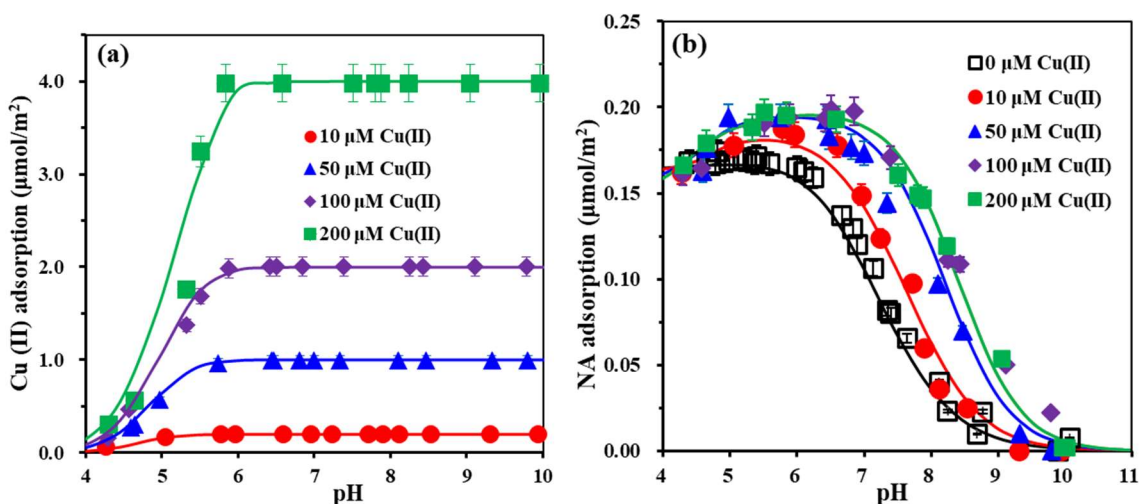 (a)
Cu (II) adsorption (µmol/m²)
4.0
3.0
2.0
1.0
0.0
4 5 6 7 8 9 10
pH
10 µM Cu(II)
50 µM Cu(II)
100 µM Cu(II)
200 µM Cu(II)
(b)
NA adsorption (µmol/m²)
0.25
0.20
0.15
0.10
0.05
0.00
4 5 6 7 8 9 10 11
pH
0 µM Cu(II)
10 µM Cu(II)
50 µM Cu(II)
100 µM Cu(II)
200 µM Cu(II)